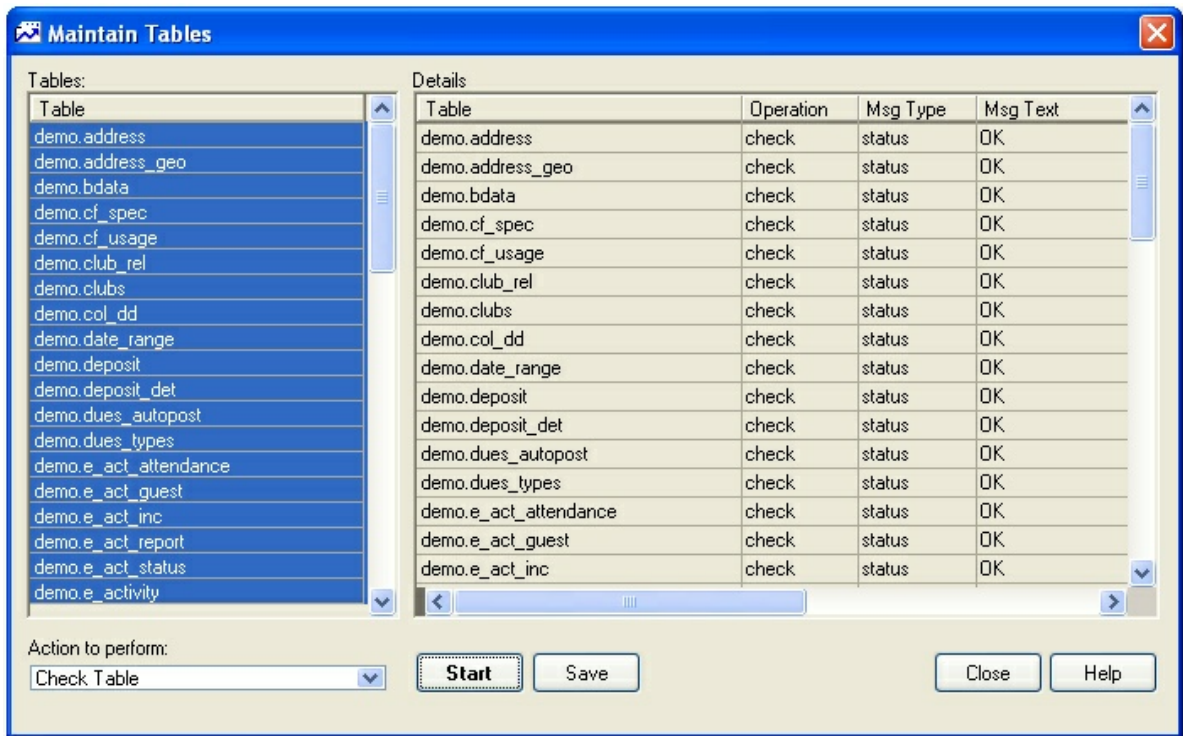 Maintain Tables
Tables:
Table
demo.address
demo.address_geo
demo.bdata
demo.cf_spec
demo.cf_usage
demo.club_rel
demo.clubs
demo.col_dd
demo.date_range
demo.deposit
demo.deposit_det
demo.dues_autopost
demo.dues_types
demo.e_act_attendance
demo.e_act_guest
demo.e_act_inc
demo.e_act_report
demo.e_act_status
demo.e_activity
Action to perform:
Check Table
Details
Table Operation Msg Type Msg Text
demo.address check status OK
demo.address_geo check status OK
demo.bdata check status OK
demo.cf_spec check status OK
demo.cf_usage check status OK
demo.club_rel check status OK
demo.clubs check status OK
demo.col_dd check status OK
demo.date_range check status OK
demo.deposit check status OK
demo.deposit_det check status OK
demo.dues_autopost check status OK
demo.dues_types check status OK
demo.e_act_attendance check status OK
demo.e_act_guest check status OK
demo.e_act_inc check status OK
Start Save Close Help